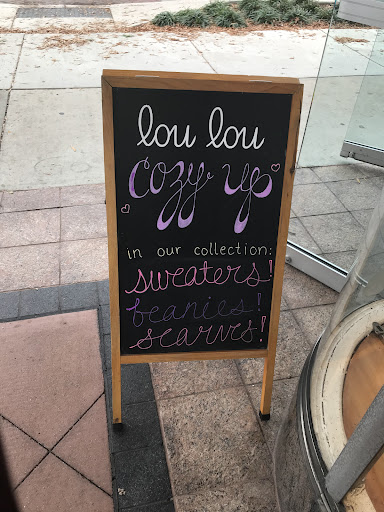 lou lou
cozy up
in our collection:
sweaters!
beanies!
scarves!